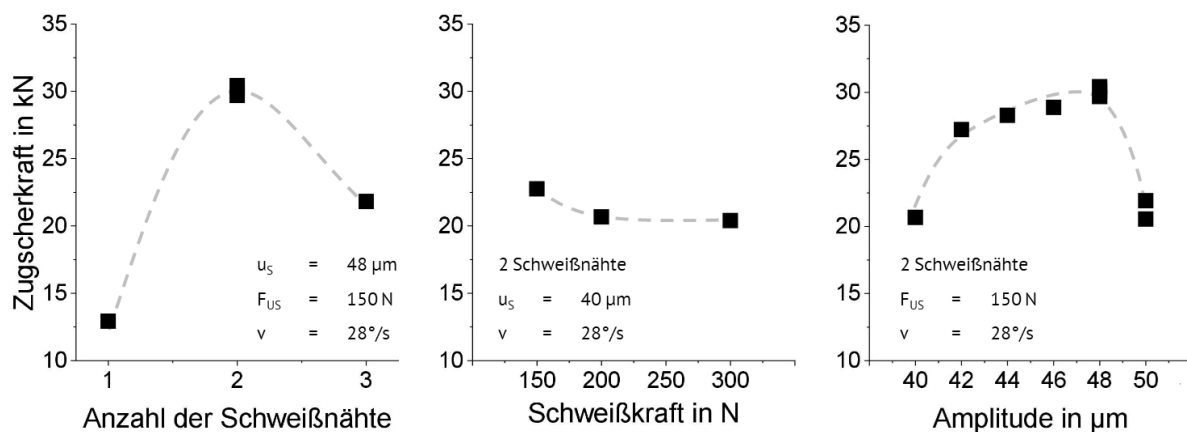 Zugscherkraft in kN
35
30
25
20
15
10
1 2 3
Anzahl der Schweißnähte
u_S = 48 µm
F_US = 150 N
v = 28°/s
35
30
25
20
15
10
150 200 250 300
Schweißkraft in N
2 Schweißnähte
u_S = 40 µm
v = 28°/s
35
30
25
20
15
10
40 42 44 46 48 50
Amplitude in µm
2 Schweißnähte
F_US = 150 N
v = 28°/s